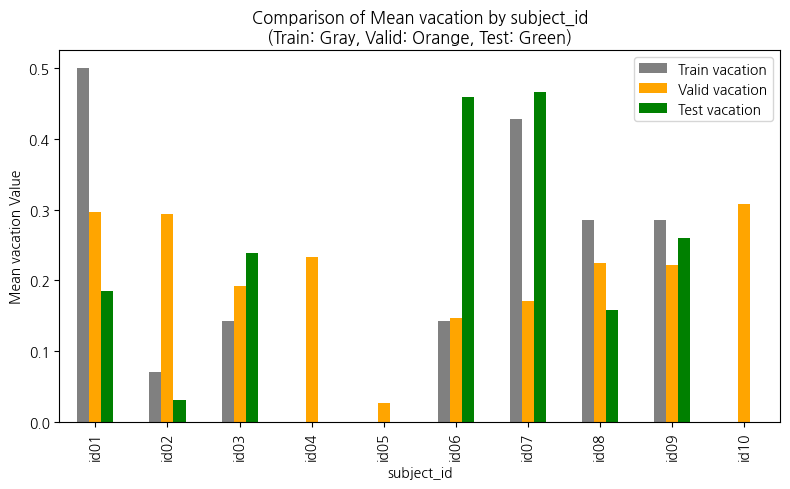 Comparison of Mean vacation by subject_id
(Train: Gray, Valid: Orange, Test: Green)
Train vacation
Valid vacation
Test vacation
Mean vacation Value
0.5
0.4
0.3
0.2
0.1
0.0
id01
id02
id03
id04
id05
id06
id07
id08
id09
id10
subject_id